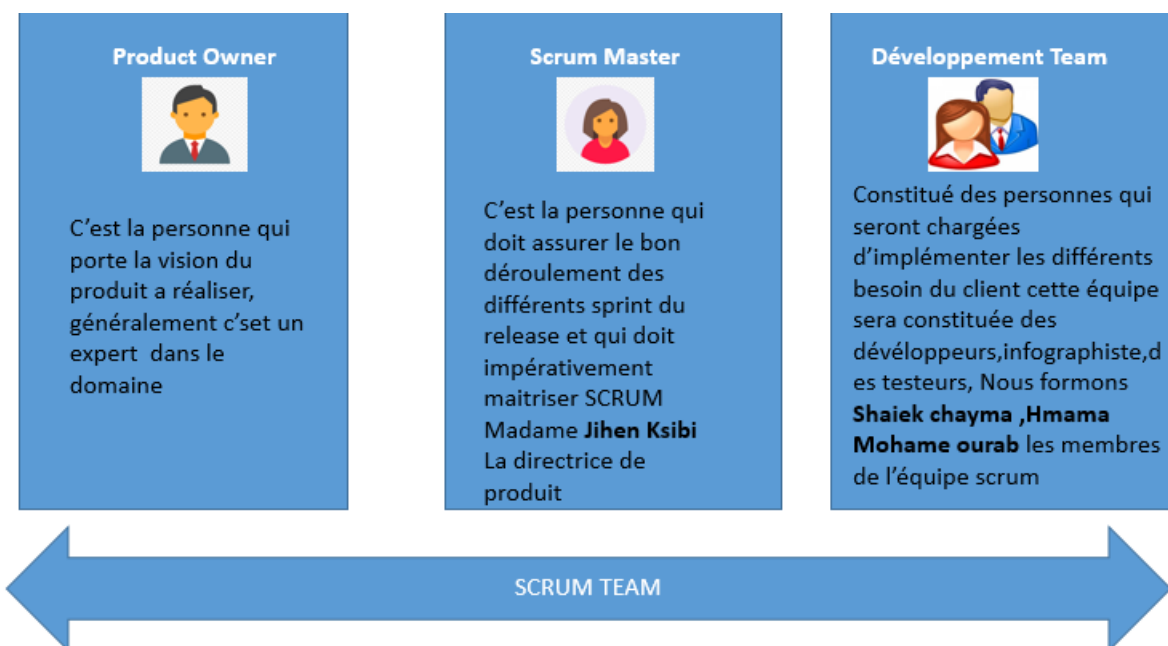 Product Owner
C’est la personne qui
porte la vision du
produit a réaliser,
généralement c’set un
expert dans le
domaine
Scrum Master
C’est la personne qui
doit assurer le bon
déroulement des
différents sprint du
release et qui doit
impérativement
maitriser SCRUM
Madame Jihen Ksibi
La directrice de
produit
Développement Team
Constitué des personnes qui
seront chargées
d’implémenter les différents
besoin du client cette équipe
sera constituée des
dévéloppeurs,infographiste,d
es testeurs, Nous formons
Shaiek chayma ,Hmama
Mohame ourab les membres
de l’équipe scrum
SCRUM TEAM